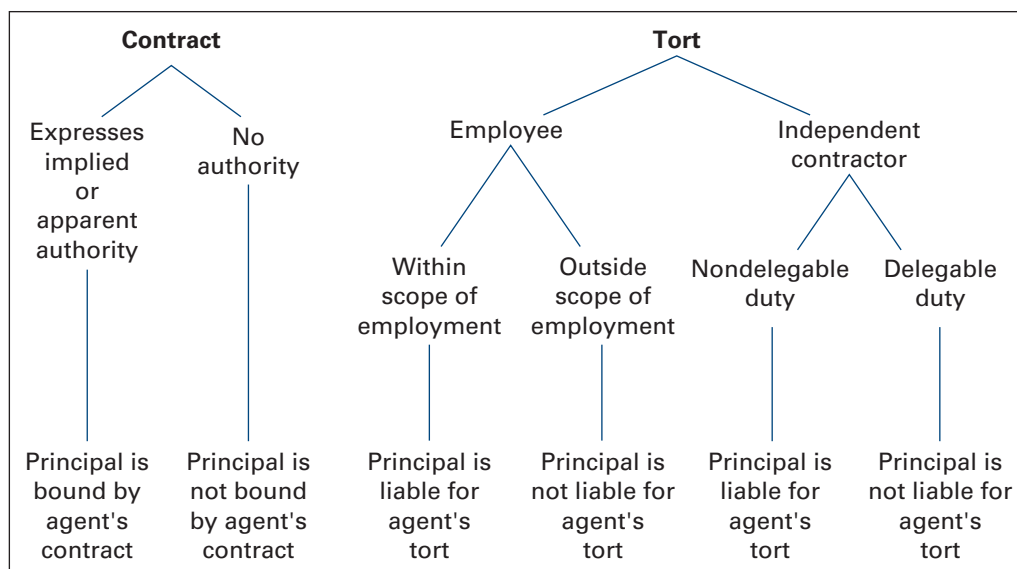 Contract
Expresses
implied
or
apparent
authority
No
authority
Principal is
bound by
agent's
contract
Principal is
not bound
by agent's
contract
Tort
Employee
Independent
contractor
Within
scope of
employment
Outside
scope of
employment
Nondelegable
duty
Delegable
duty
Principal is
liable for
agent's
tort
Principal is
not liable for
agent's
tort
Principal is
liable for
agent's
tort
Principal is
not liable for
agent's
tort